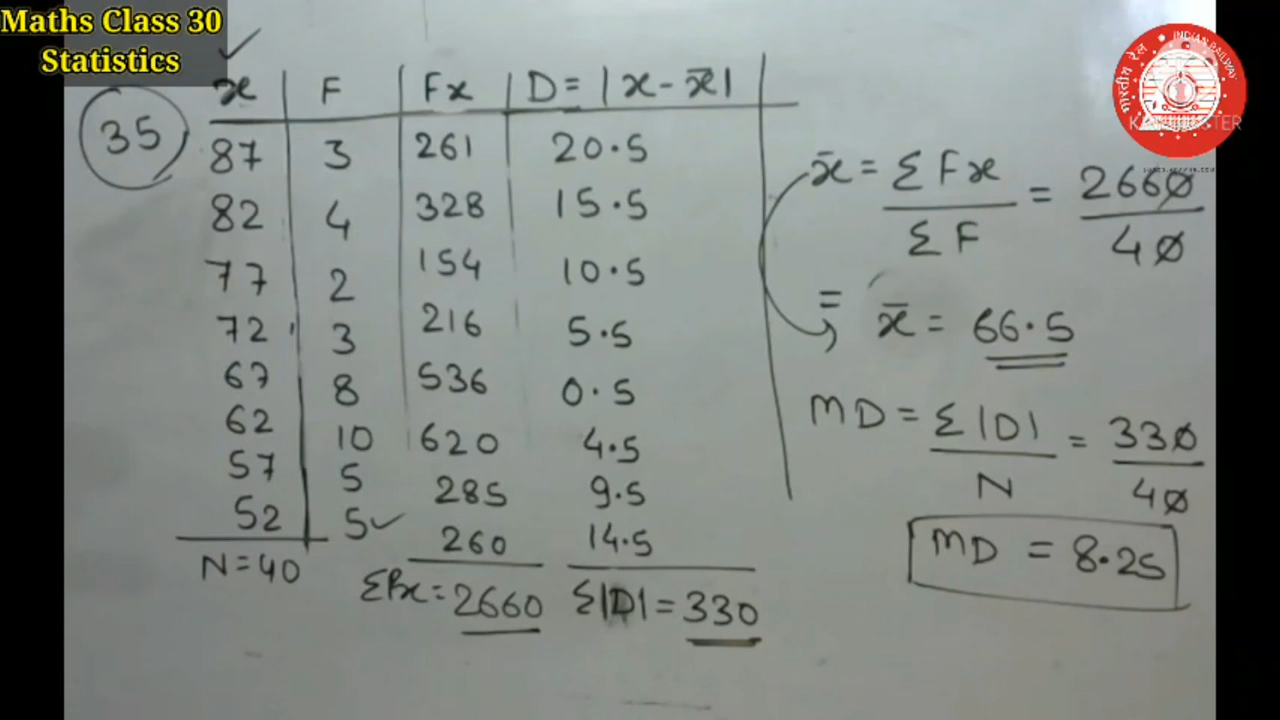 Maths Class 30
Statistics
35
x | F | Fx | D = |x - x̄|
87 3 261 20.5
82 4 328 15.5
77 2 154 10.5
72 3 216 5.5
67 8 536 0.5
62 10 620 4.5
57 5 285 9.5
52 5 260 14.5
N = 40 ΣFx = 2660 Σ|D| = 330
x̄ = ΣFx / ΣF = 2660 / 40
= x̄ = 66.5
MD = Σ|D| / N = 330 / 40
MD = 8.25
भारतीय रेल
INDIAN RAILWAY